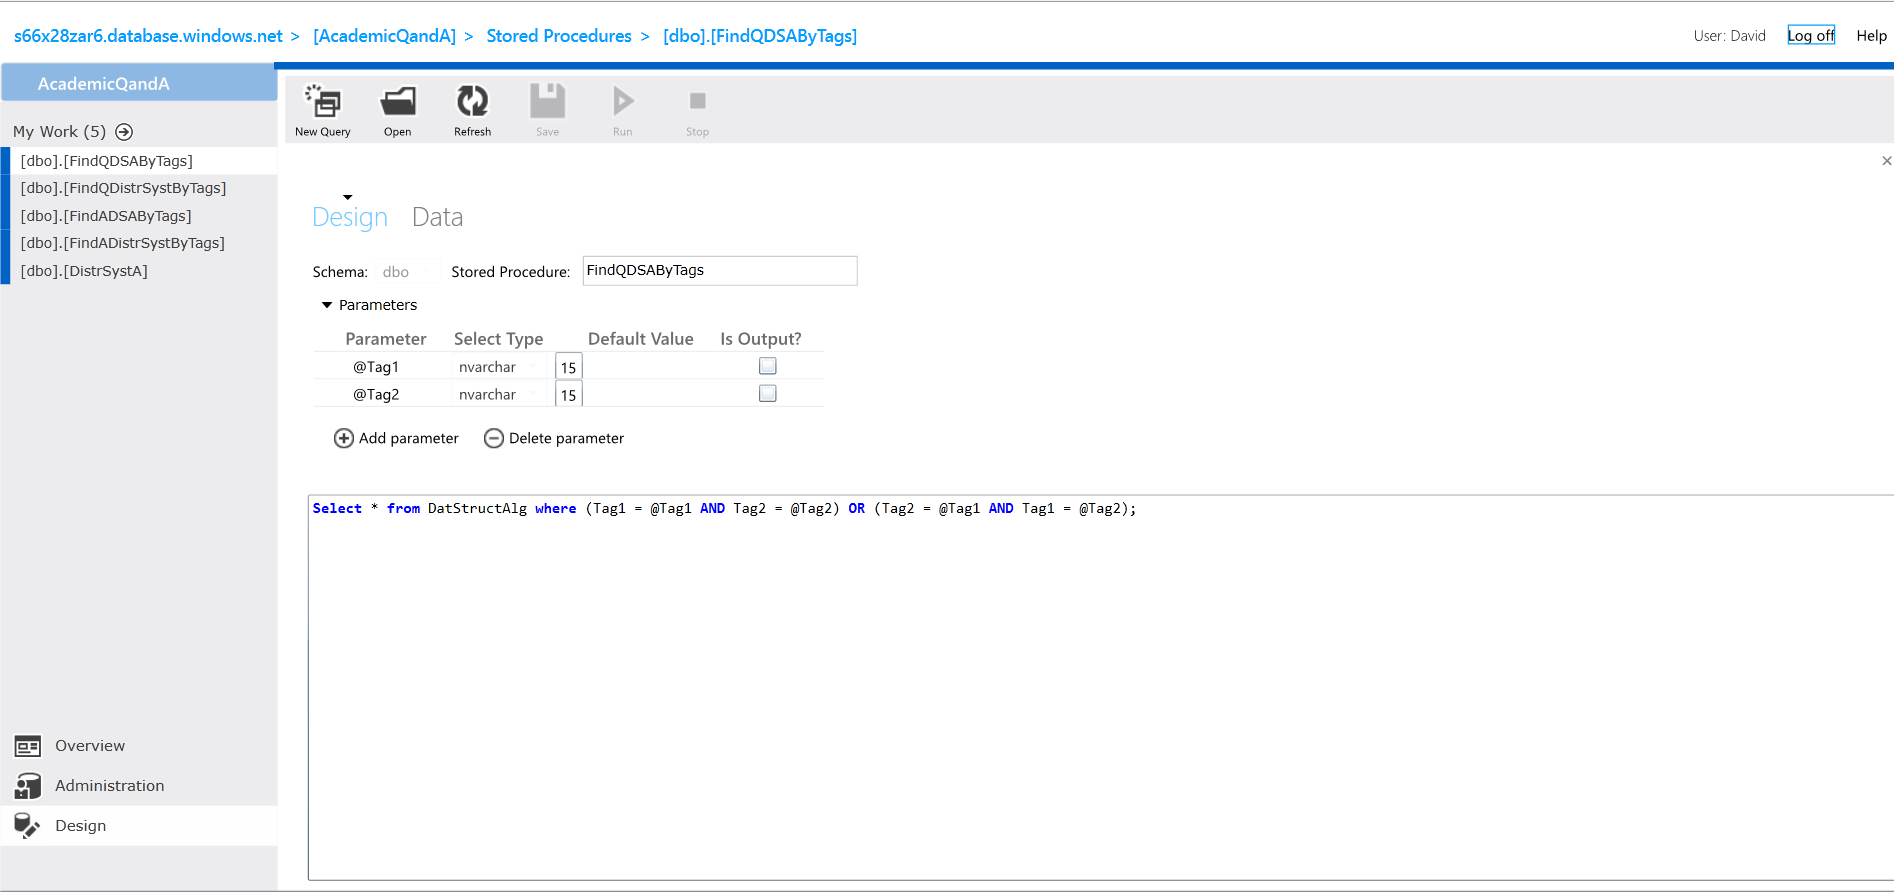 s66x28zar6.database.windows.net > [AcademicQandA] > Stored Procedures > [dbo].[FindQDSAByTags]
User: David Log off Help
AcademicQandA
My Work (5)
[dbo].[FindQDSAByTags]
[dbo].[FindQDistrSystByTags]
[dbo].[FindADSAByTags]
[dbo].[FindADistrSystByTags]
[dbo].[DistrSystA]
Overview
Administration
Design
New Query Open Refresh Save Run Stop
Design Data
Schema: dbo Stored Procedure: FindQDSAByTags
Parameters
Parameter Select Type Default Value Is Output?
@Tag1 nvarchar 15
@Tag2 nvarchar 15
Add parameter Delete parameter
Select * from DatStructAlg where (Tag1 = @Tag1 AND Tag2 = @Tag2) OR (Tag2 = @Tag1 AND Tag1 = @Tag2);